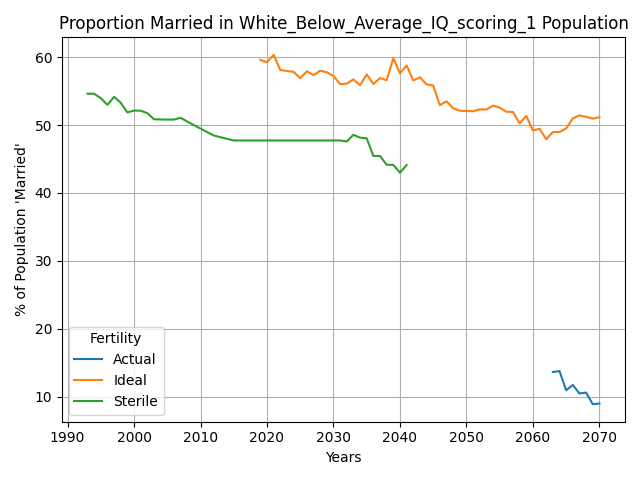 Proportion Married in White_Below_Average_IQ_scoring_1 Population
% of Population 'Married'
60
50
40
30
20
10
Fertility
Actual
Ideal
Sterile
1990 2000 2010 2020 2030 2040 2050 2060 2070
Years